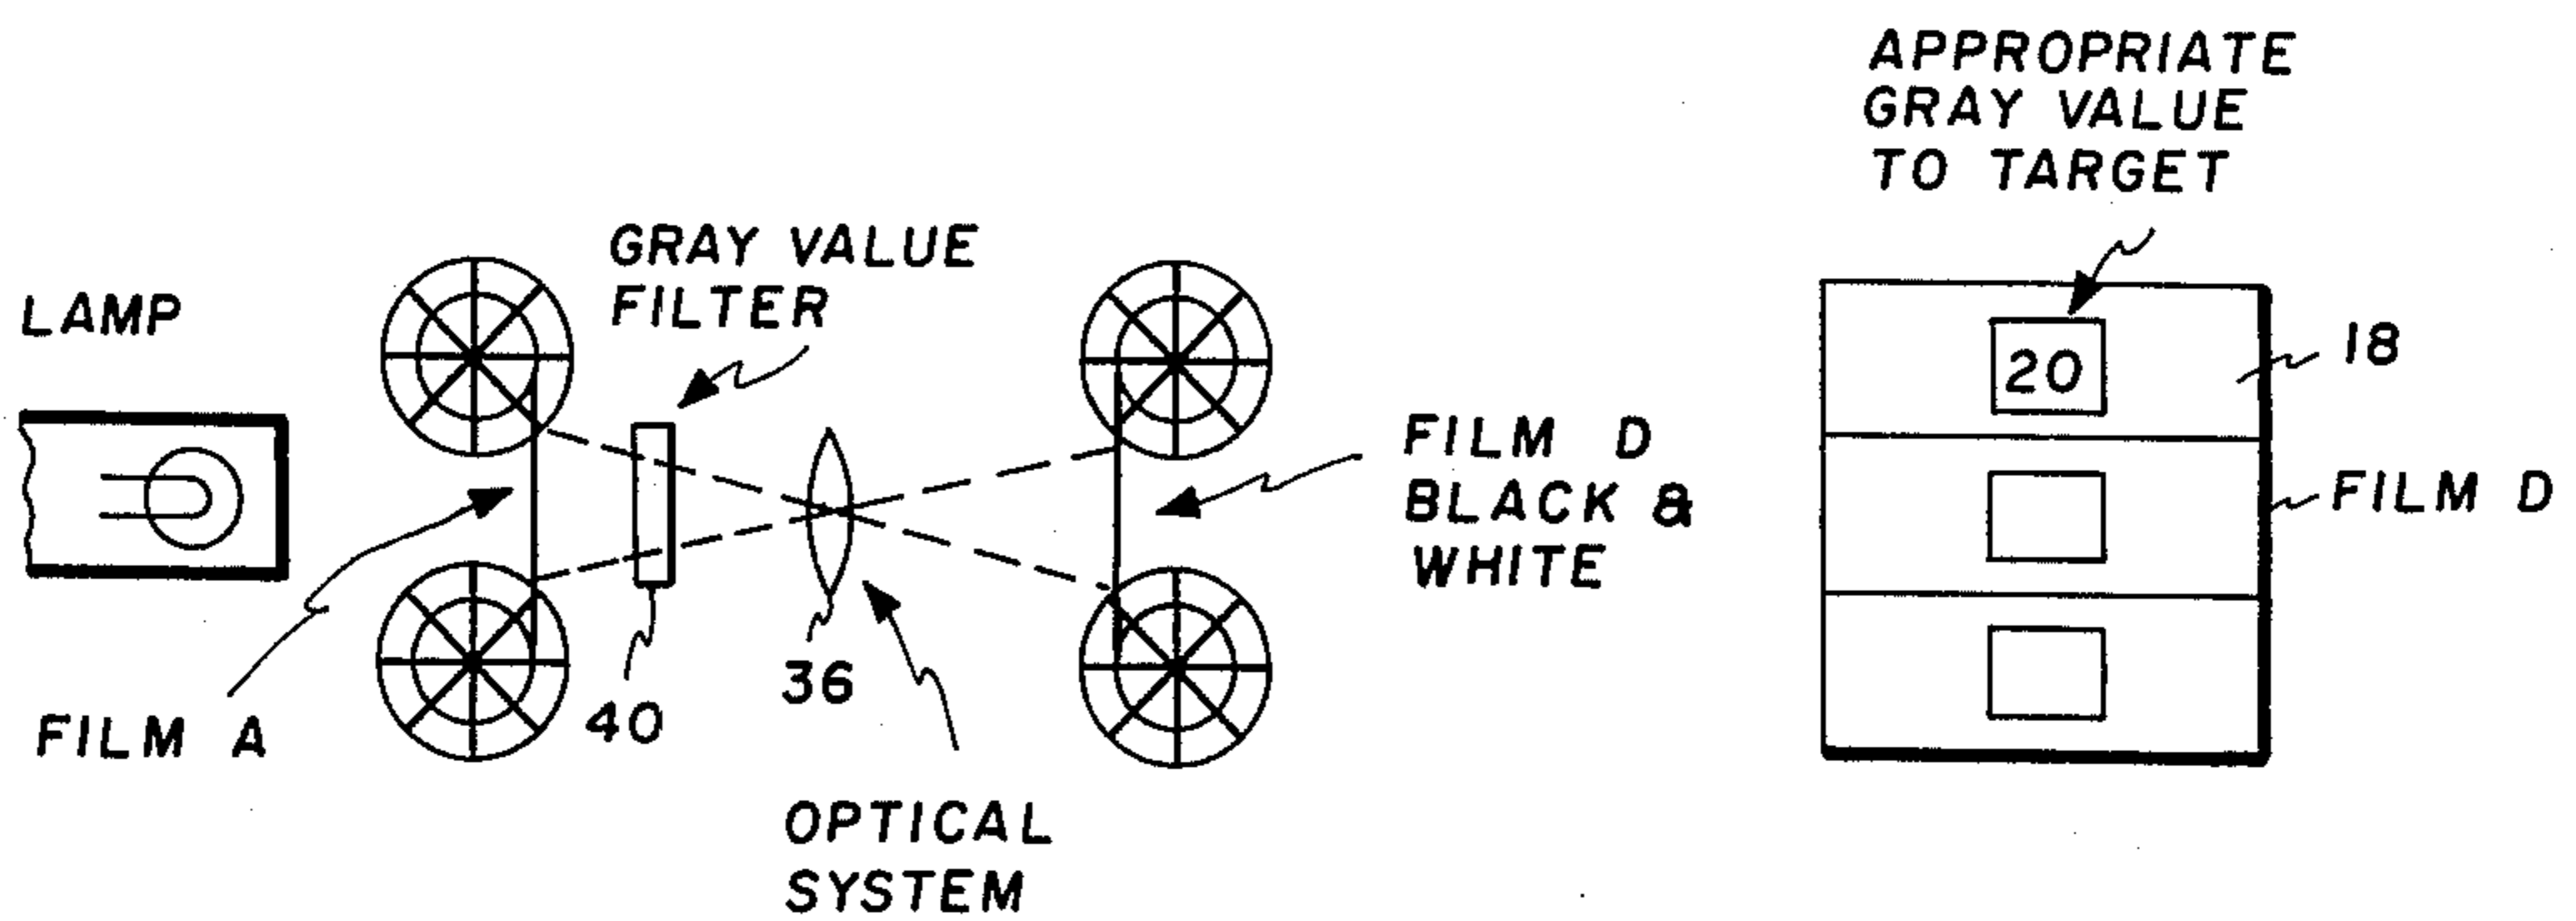 LAMP
GRAY VALUE
FILTER
FILM A
40
36
OPTICAL
SYSTEM
FILM D
BLACK &
WHITE
APPROPRIATE
GRAY VALUE
TO TARGET
20
18
FILM D